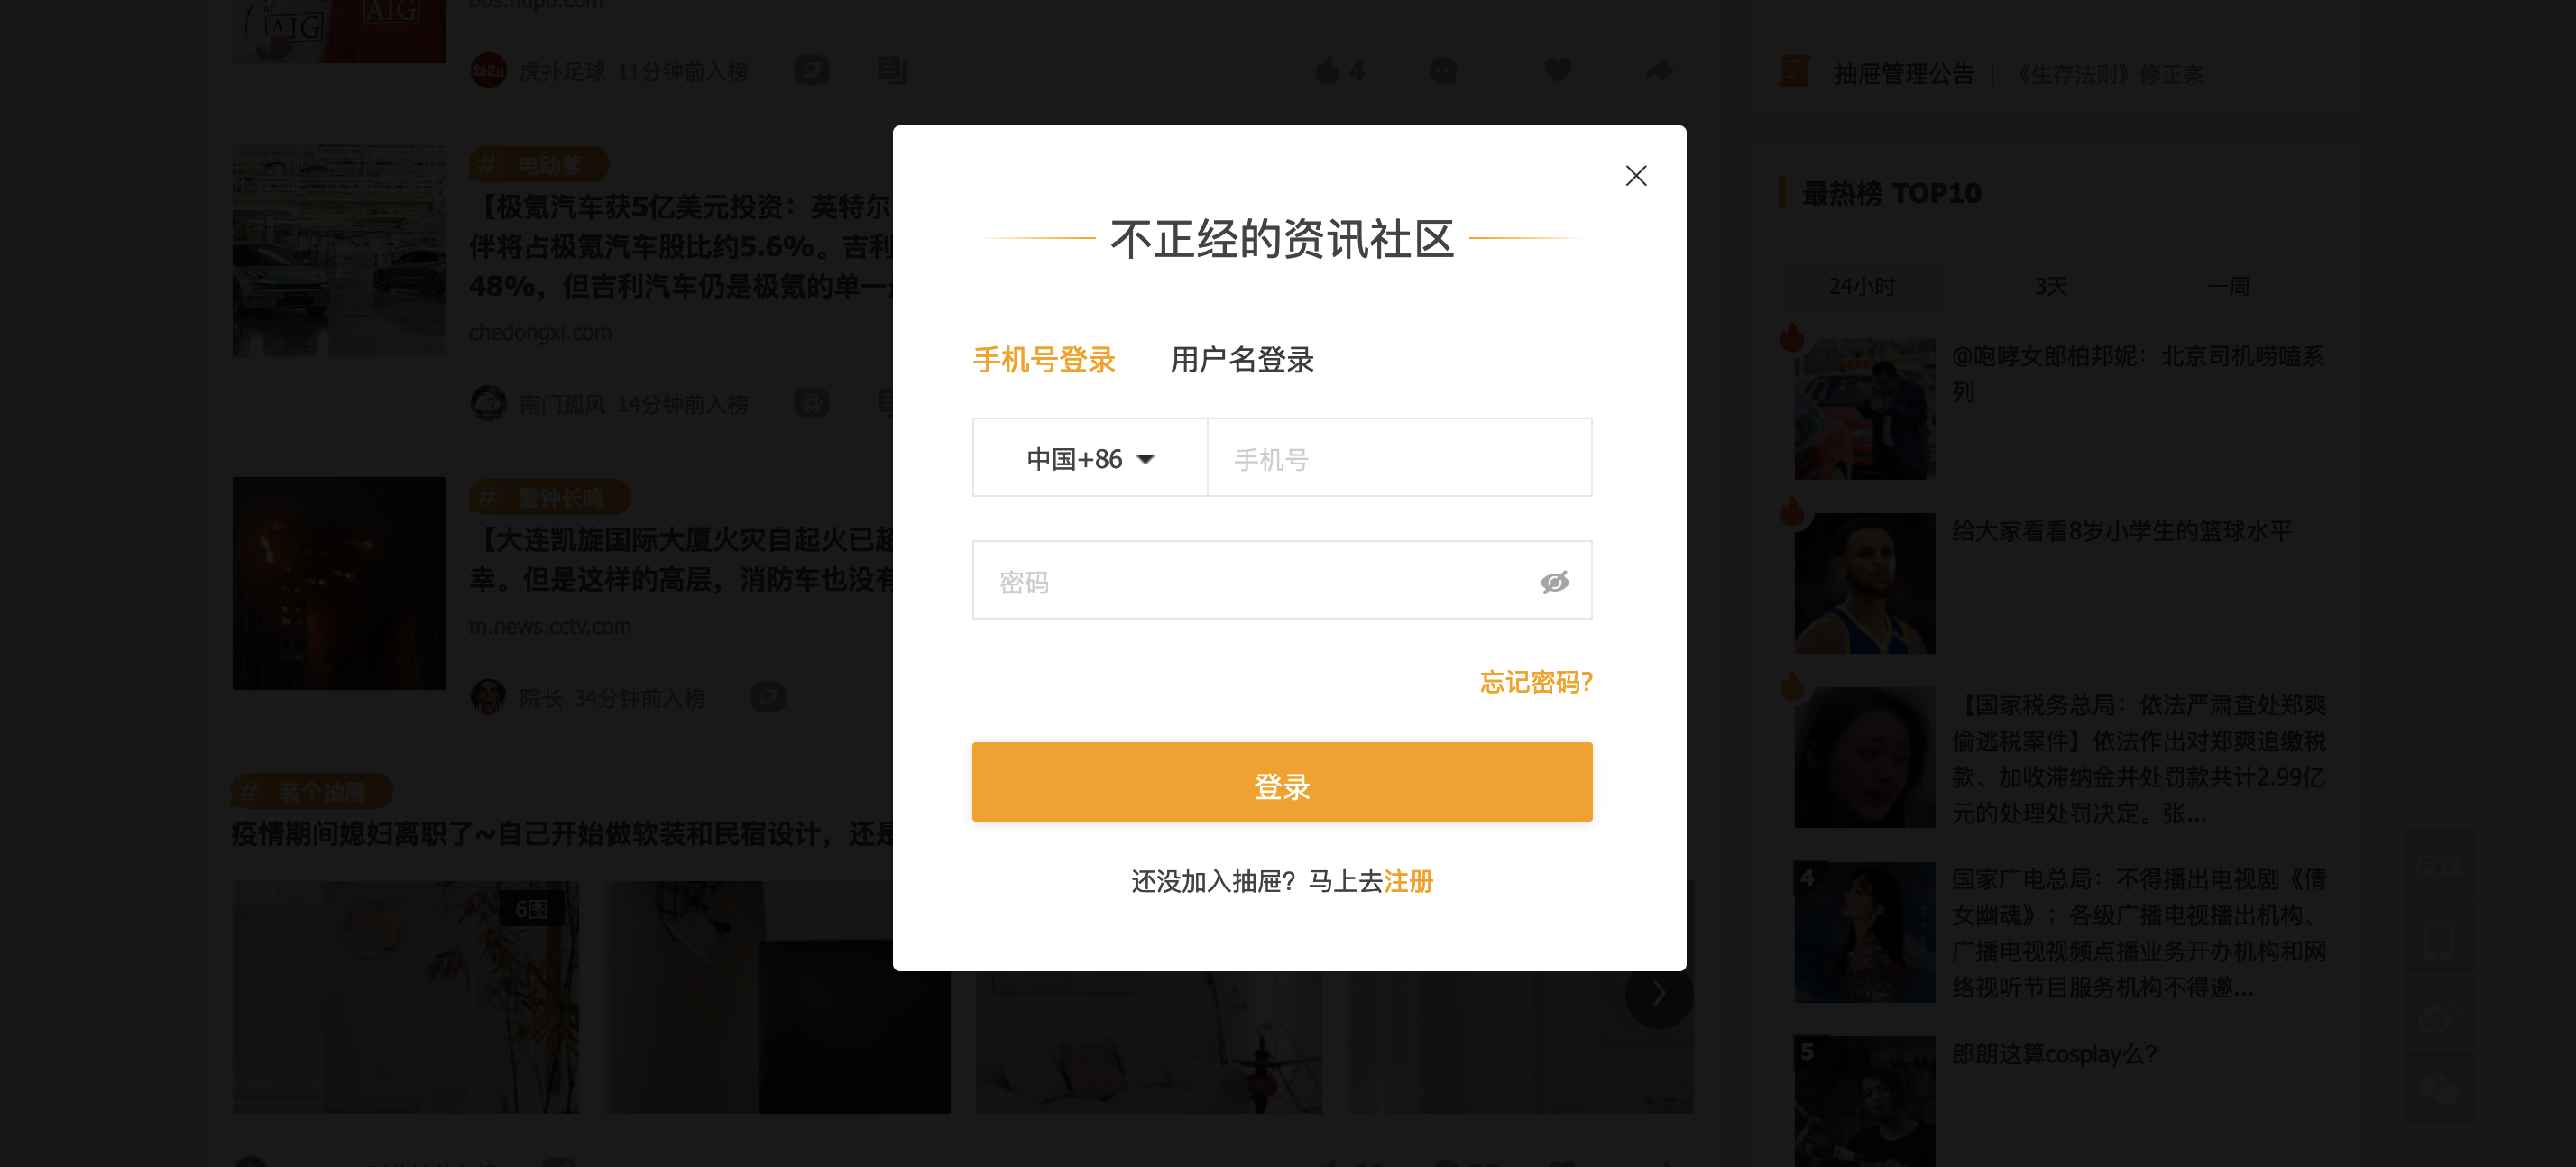 AIG
AIG
bbs.hupu.com
虎扑足球 11分钟前入榜
4
# 电动爹
【极氪汽车获5亿美元投资：英特尔
伴将占极氪汽车股比约5.6%。吉利
48%，但吉利汽车仍是极氪的单一
chedongxi.com
南门孤风 14分钟前入榜
# 警钟长鸣
【大连凯旋国际大厦火灾自起火已超
幸。但是这样的高层，消防车也没有
m.news.cctv.com
院长 34分钟前入榜
# 装个抽屉
疫情期间媳妇离职了~自己开始做软装和民宿设计，还是
6图
不正经的资讯社区
手机号登录 用户名登录
中国+86 手机号
密码
忘记密码?
登录
还没加入抽屉？马上去注册
抽屉管理公告 | 《生存法则》修正案
最热榜 TOP10
24小时 3天 一周
@咆哮女郎柏邦妮：北京司机唠嗑系
列
给大家看看8岁小学生的篮球水平
【国家税务总局：依法严肃查处郑爽
偷逃税案件】依法作出对郑爽追缴税
款、加收滞纳金并处罚款共计2.99亿
元的处理处罚决定。张...
4
国家广电总局：不得播出电视剧《倩
女幽魂》；各级广播电视播出机构、
广播电视视频点播业务开办机构和网
络视听节目服务机构不得邀...
5
郎朗这算cosplay么？
反馈